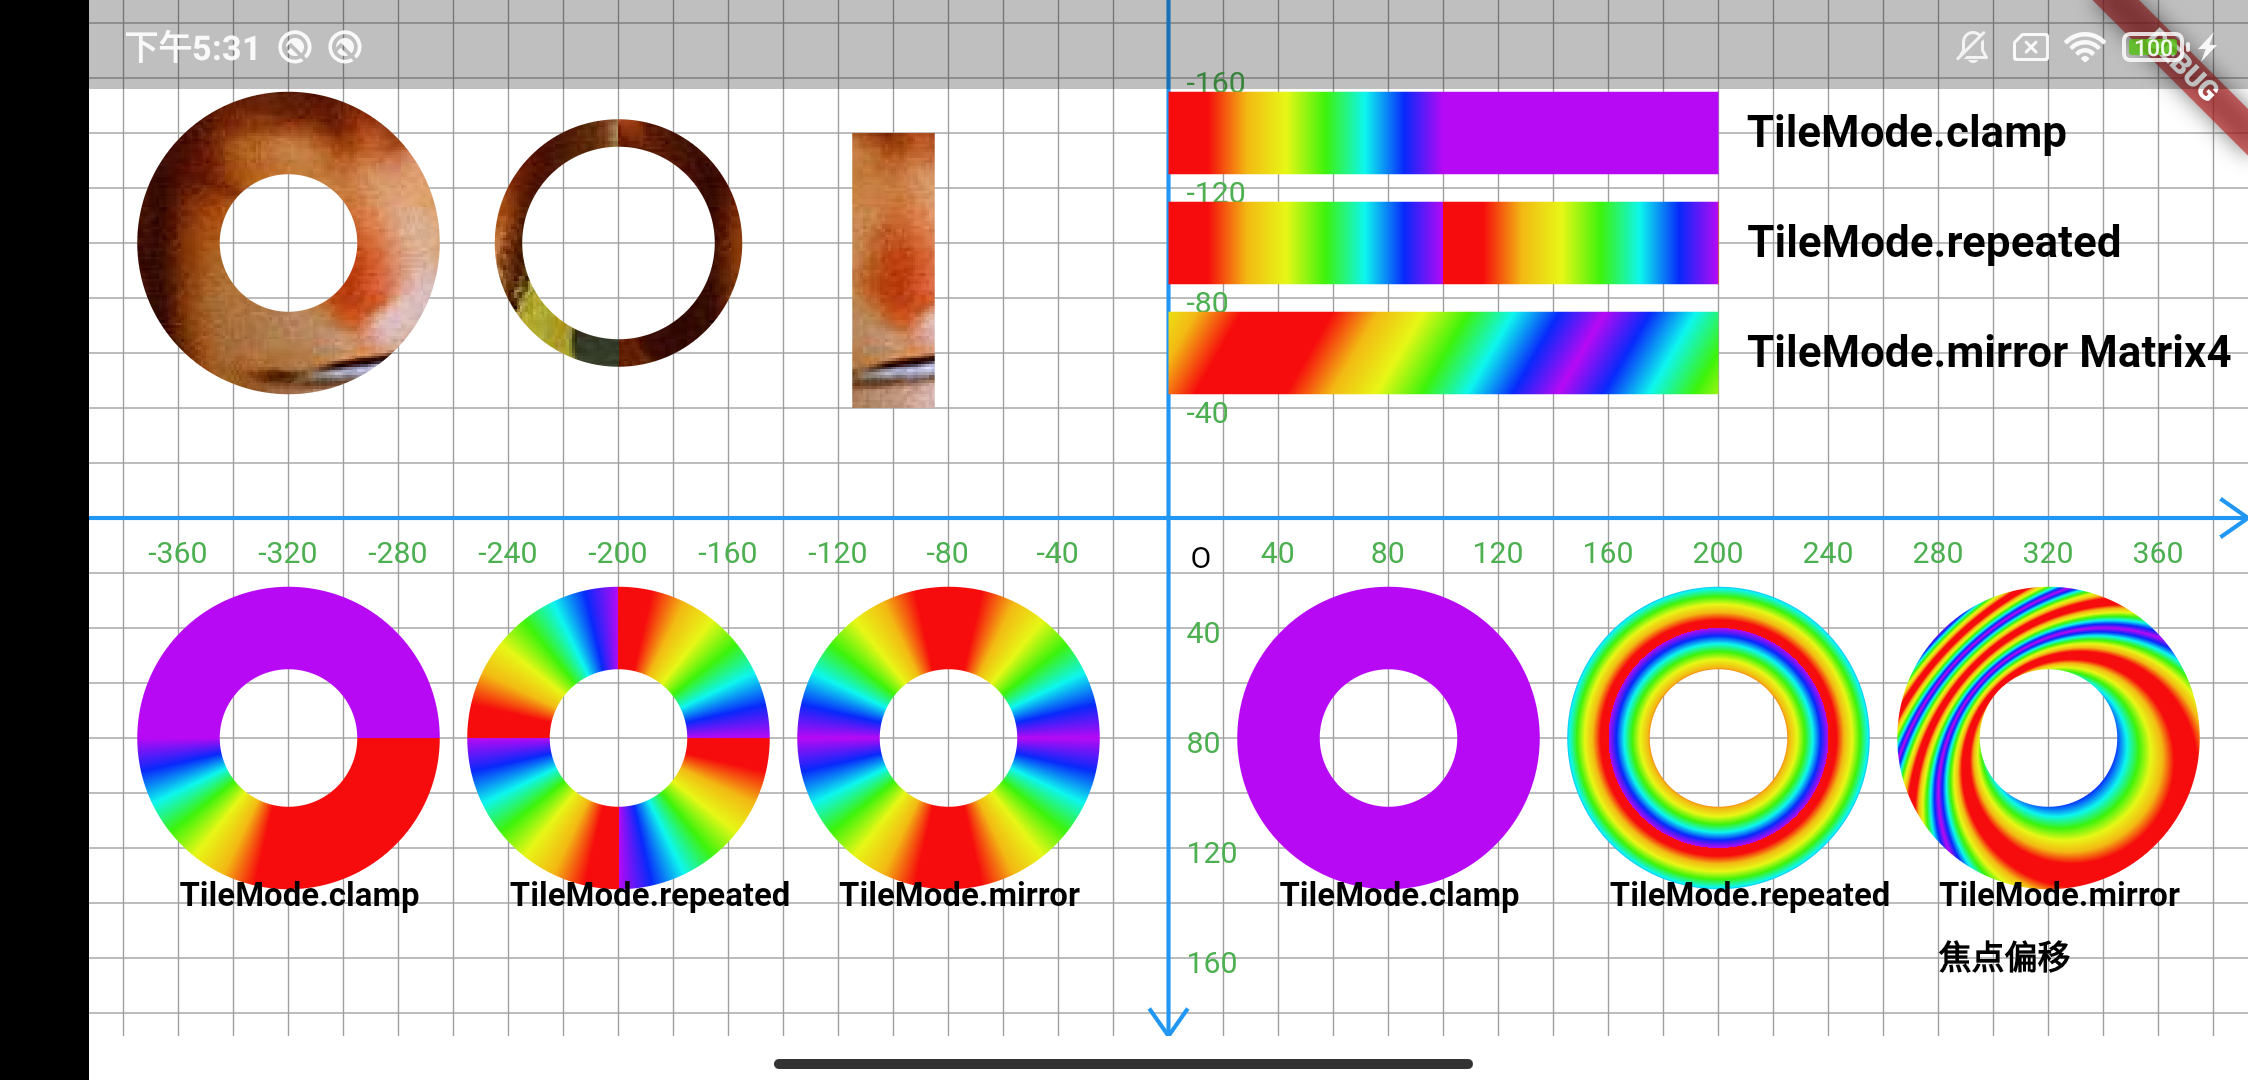 下午5:31
100
DEBUG
-160
TileMode.clamp
-120
TileMode.repeated
-80
TileMode.mirror Matrix4
-40
-360 -320 -280 -240 -200 -160 -120 -80 -40 O 40 80 120 160 200 240 280 320 360
40
80
120
TileMode.clamp TileMode.repeated TileMode.mirror TileMode.clamp TileMode.repeated TileMode.mirror
160
焦点偏移